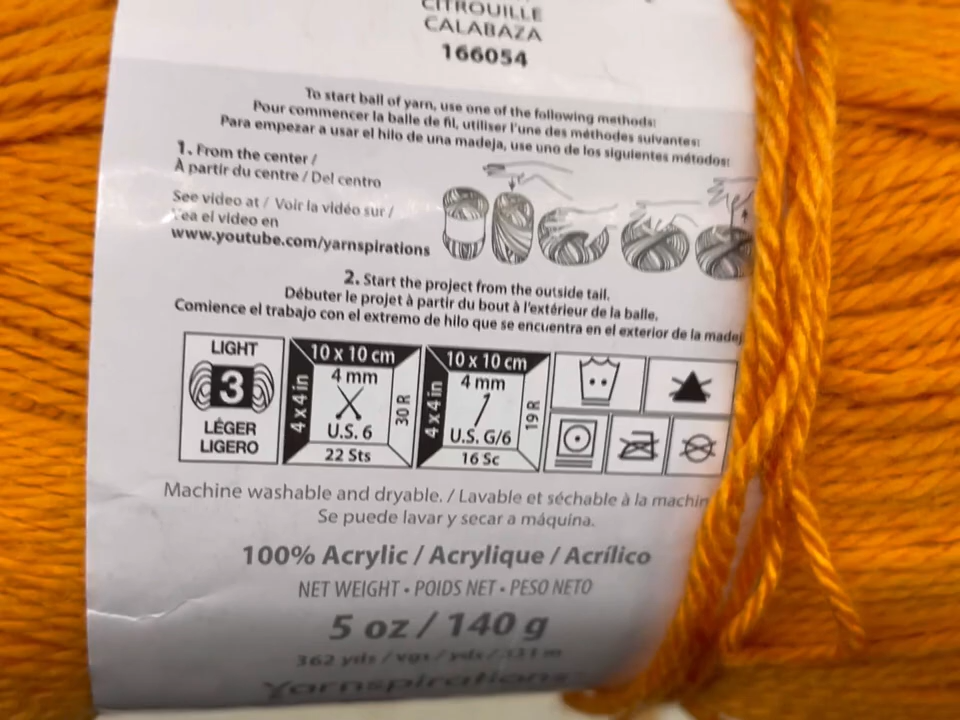 CITROUILLE
CALABAZA
166054
To start ball of yarn, use one of the following methods:
Pour commencer la balle de fil, utiliser l'une des méthodes suivantes:
Para empezar a usar el hilo de una madeja, use uno de los siguientes métodos:
1. From the center /
À partir du centre / Del centro
See video at / Voir la vidéo sur /
Vea el video en
www.youtube.com/yarnspirations
2. Start the project from the outside tail.
Débuter le projet à partir du bout à l'extérieur de la balle.
Comience el trabajo con el extremo de hilo que se encuentra en el exterior de la madej
LIGHT
3
LÉGER
LIGERO
10 x 10 cm
4 x 4 in
4 mm
U.S. 6
30 R
22 Sts
10 x 10 cm
4 x 4 in
4 mm
U.S. G/6
19 R
16 Sc
Machine washable and dryable. / Lavable et séchable à la machin
Se puede lavar y secar a máquina.
100% Acrylic / Acrylique / Acrílico
NET WEIGHT • POIDS NET • PESO NETO
5 oz / 140 g
362 yds / vgs / yds / 331 m
Yarnspirations